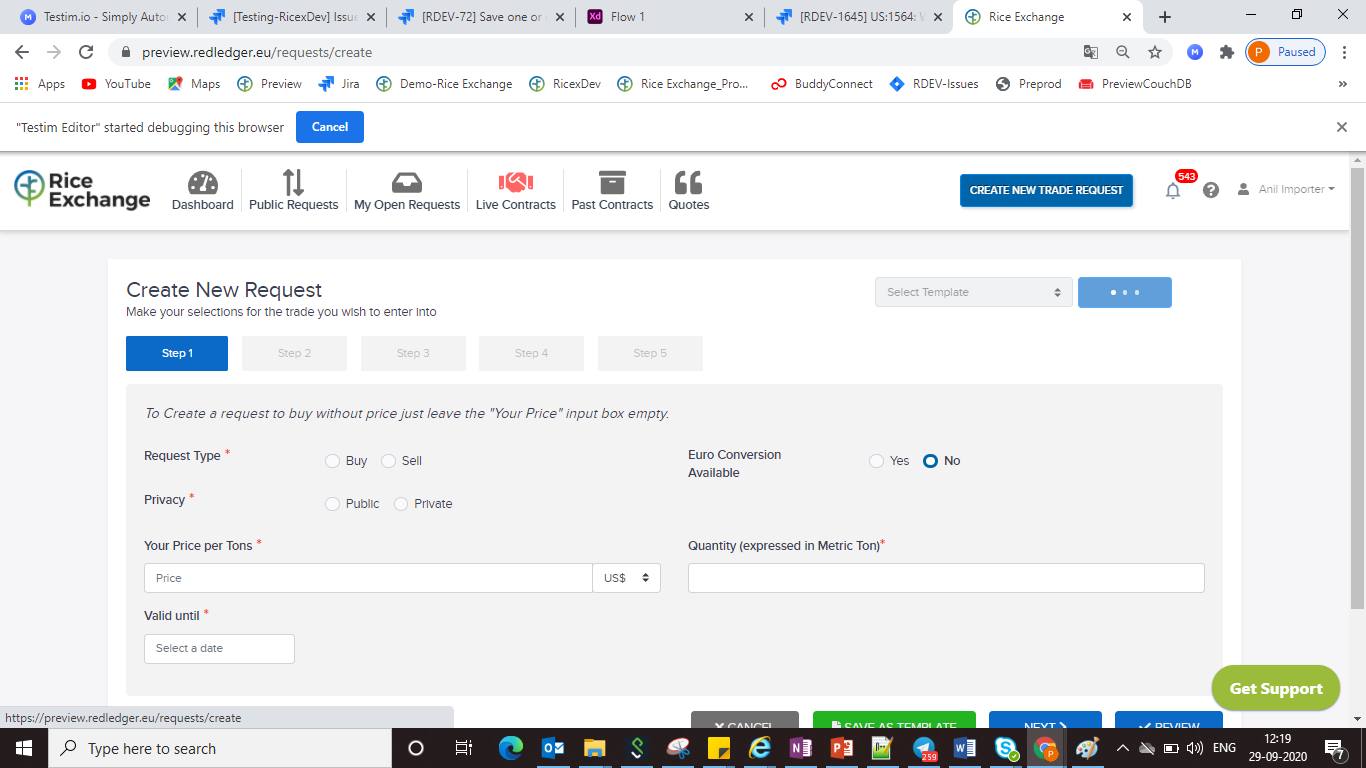 Testim.io - Simply Autom
[Testing-RicexDev] Issue
[RDEV-72] Save one or
Xd Flow 1
[RDEV-1645] US:1564:
Rice Exchange
preview.redledger.eu/requests/create
P Paused
Apps YouTube Maps Preview Jira Demo-Rice Exchange RicexDev Rice Exchange_Pro... BuddyConnect RDEV-Issues Preprod PreviewCouchDB »
"Testim Editor" started debugging this browser Cancel
Rice Exchange
Dashboard Public Requests My Open Requests Live Contracts Past Contracts Quotes
CREATE NEW TRADE REQUEST
543
? Anil Importer
Create New Request
Select Template
Make your selections for the trade you wish to enter into
Step 1 Step 2 Step 3 Step 4 Step 5
To Create a request to buy without price just leave the "Your Price" input box empty.
Request Type * Buy Sell
Euro Conversion Available Yes No
Privacy * Public Private
Your Price per Tons *
Quantity (expressed in Metric Ton)*
Price US$
Valid until *
Select a date
Get Support
https://preview.redledger.eu/requests/create
CANCEL SAVE AS TEMPLATE NEXT REVIEW
Type here to search
259
ENG
12:19
29-09-2020
7